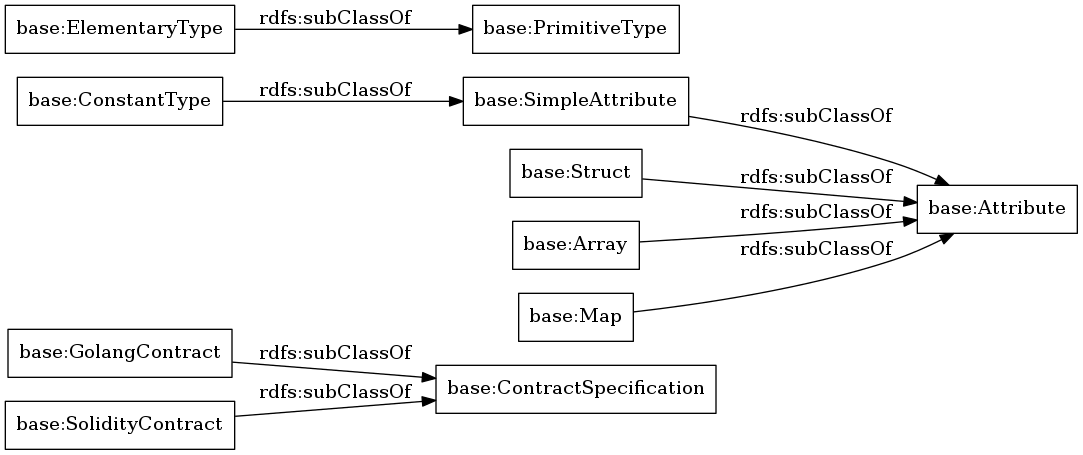 base:ElementaryType
rdfs:subClassOf
base:PrimitiveType
base:ConstantType
rdfs:subClassOf
base:SimpleAttribute
rdfs:subClassOf
base:Struct
rdfs:subClassOf
base:Attribute
base:Array
rdfs:subClassOf
base:Map
rdfs:subClassOf
base:GolangContract
rdfs:subClassOf
base:ContractSpecification
base:SolidityContract
rdfs:subClassOf